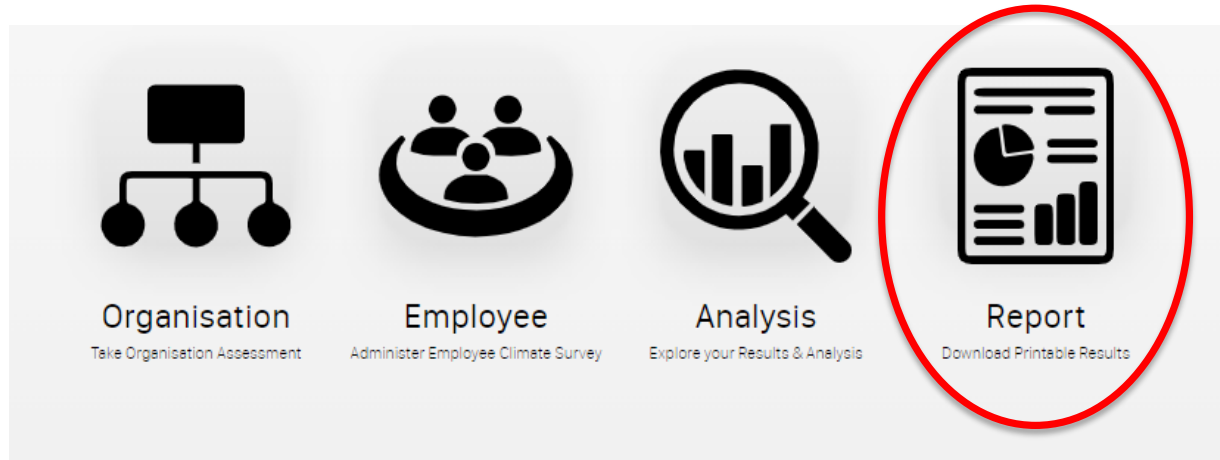 Organisation
Take Organisation Assessment
Employee
Administer Employee Climate Survey
Analysis
Explore your Results & Analysis
Report
Download Printable Results